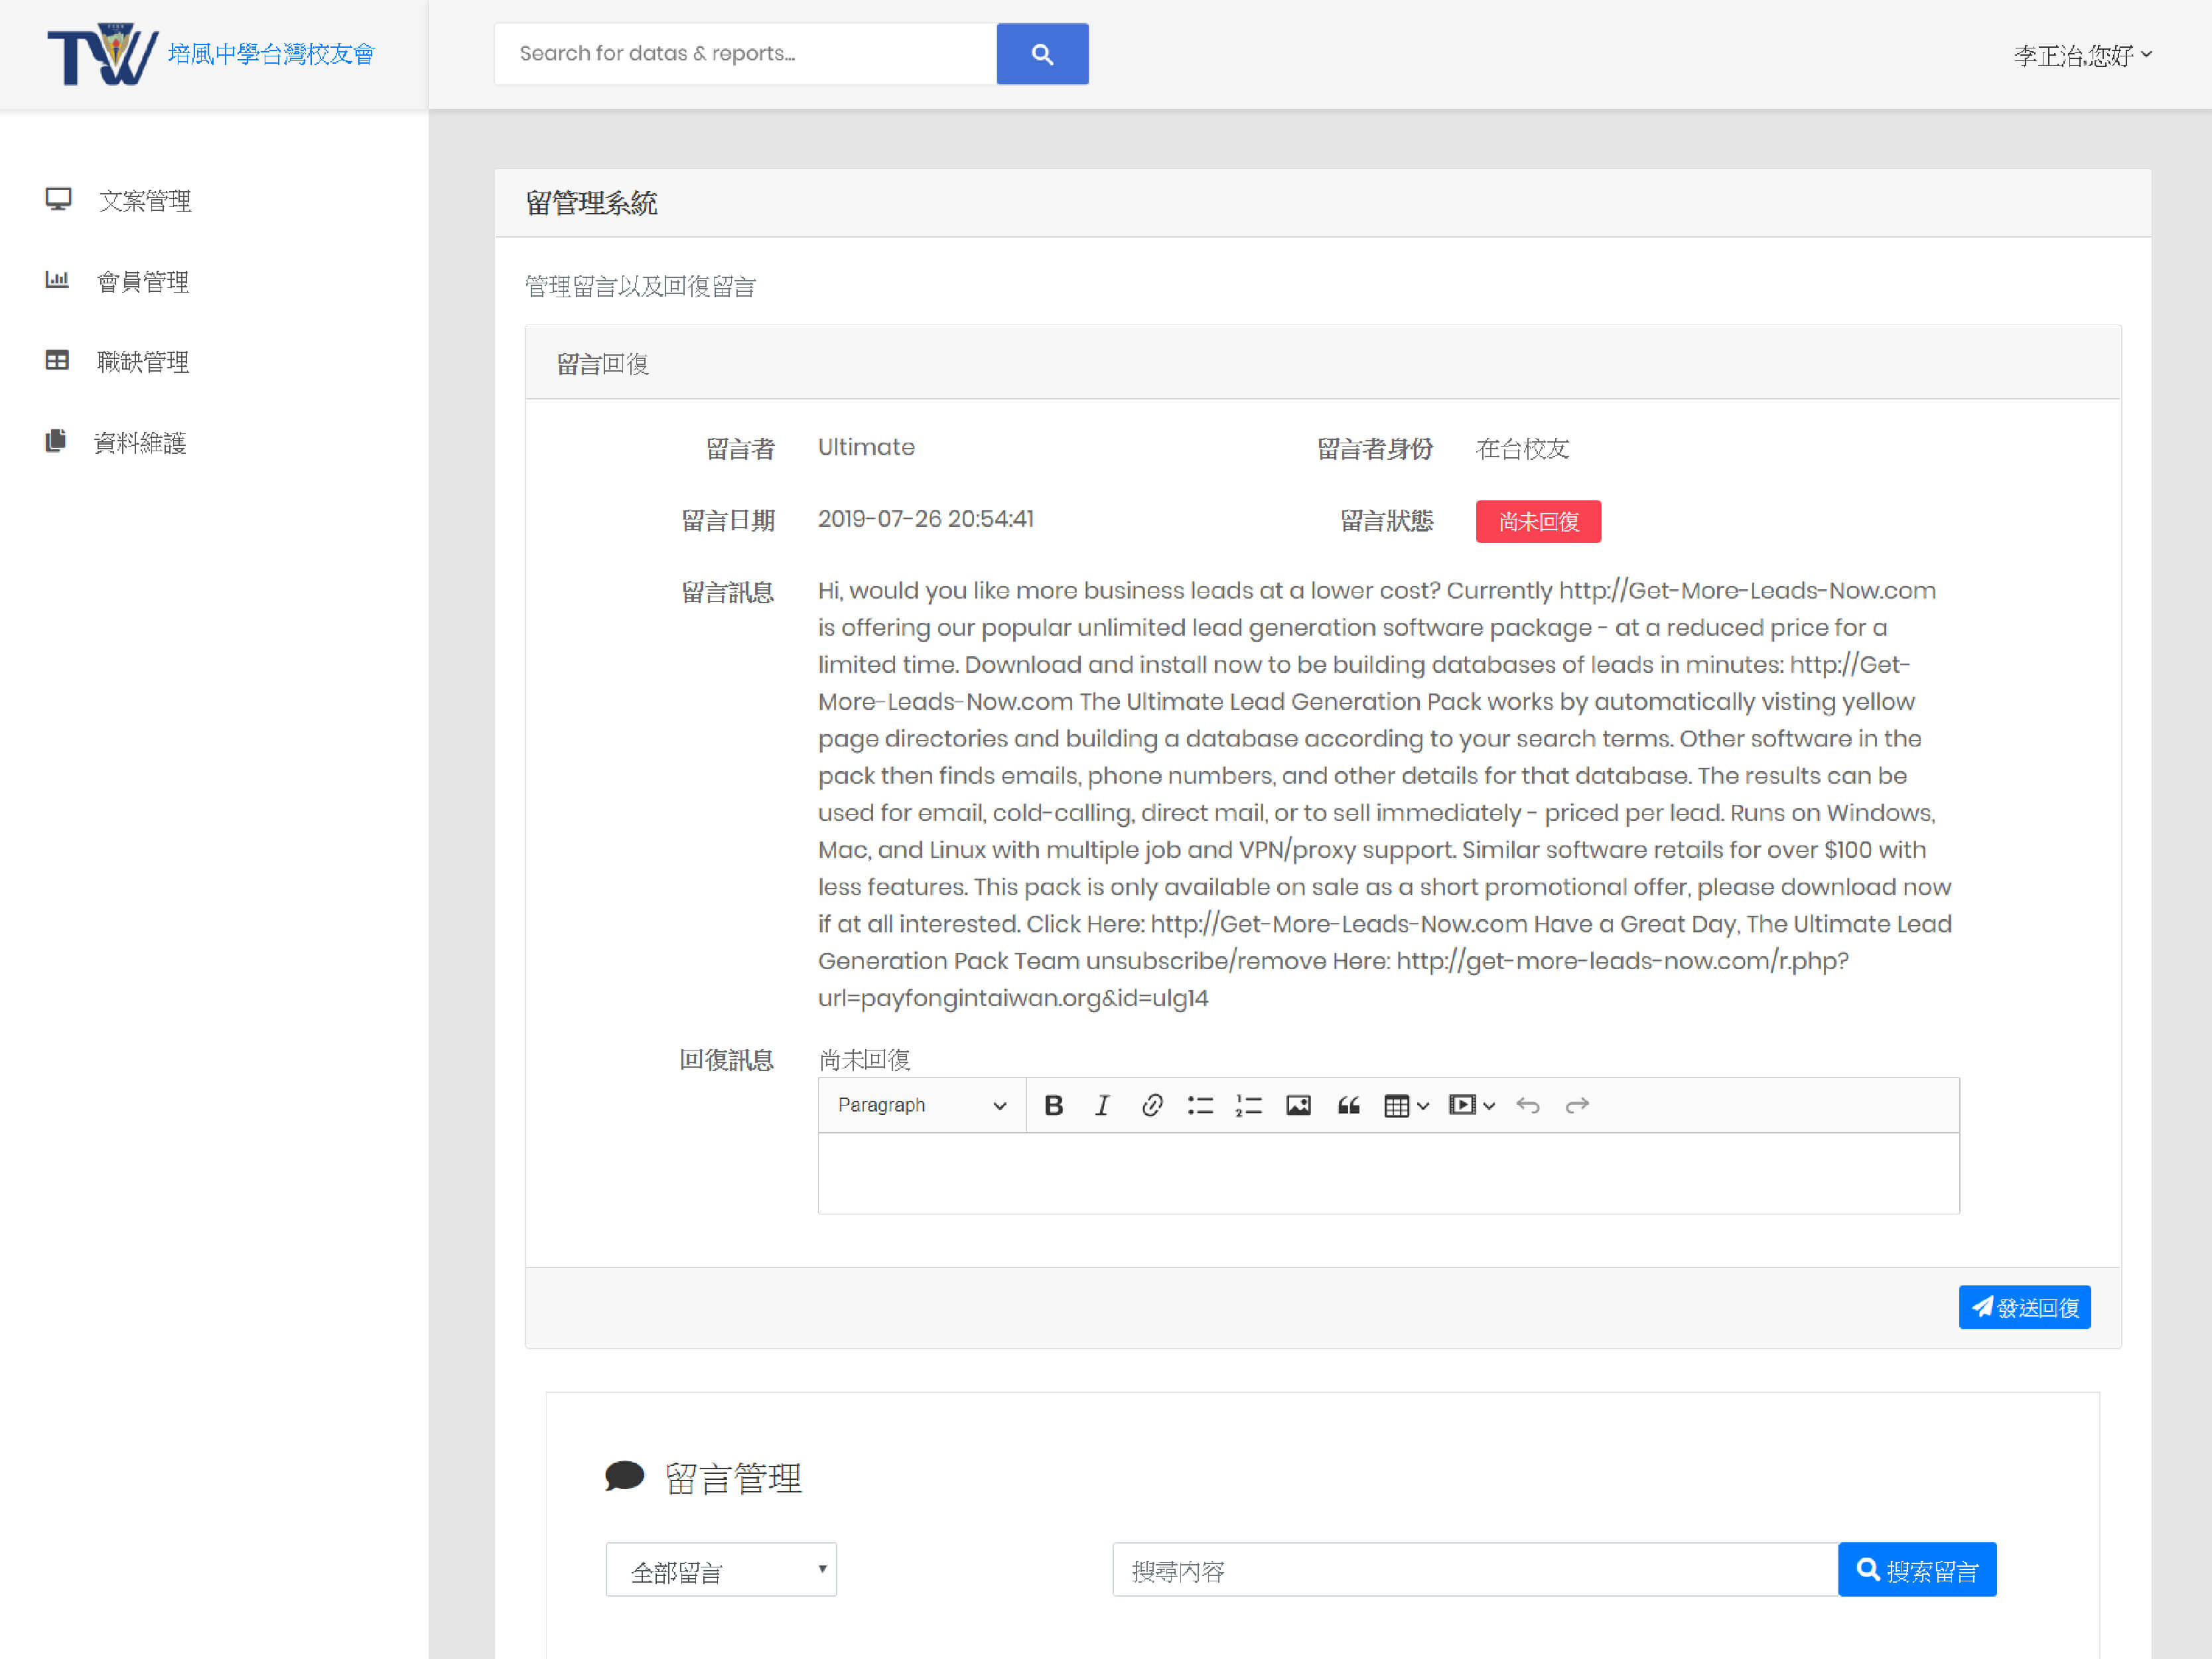 TW 培風中學台灣校友會
Search for datas & reports...
李正治,您好
文案管理
會員管理
職缺管理
資料維護
留管理系統
管理留言以及回復留言
留言回復
留言者 Ultimate 留言者身份 在台校友
留言日期 2019-07-26 20:54:41 留言狀態 尚未回復
留言訊息 Hi, would you like more business leads at a lower cost? Currently http://Get-More-Leads-Now.com
is offering our popular unlimited lead generation software package - at a reduced price for a
limited time. Download and install now to be building databases of leads in minutes: http://Get-
More-Leads-Now.com The Ultimate Lead Generation Pack works by automatically visting yellow
page directories and building a database according to your search terms. Other software in the
pack then finds emails, phone numbers, and other details for that database. The results can be
used for email, cold-calling, direct mail, or to sell immediately - priced per lead. Runs on Windows,
Mac, and Linux with multiple job and VPN/proxy support. Similar software retails for over $100 with
less features. This pack is only available on sale as a short promotional offer, please download now
if at all interested. Click Here: http://Get-More-Leads-Now.com Have a Great Day, The Ultimate Lead
Generation Pack Team unsubscribe/remove Here: http://get-more-leads-now.com/r.php?
url=payfongintaiwan.org&id=ulg14
回復訊息 尚未回復
Paragraph
發送回復
留言管理
全部留言 搜尋內容 搜索留言